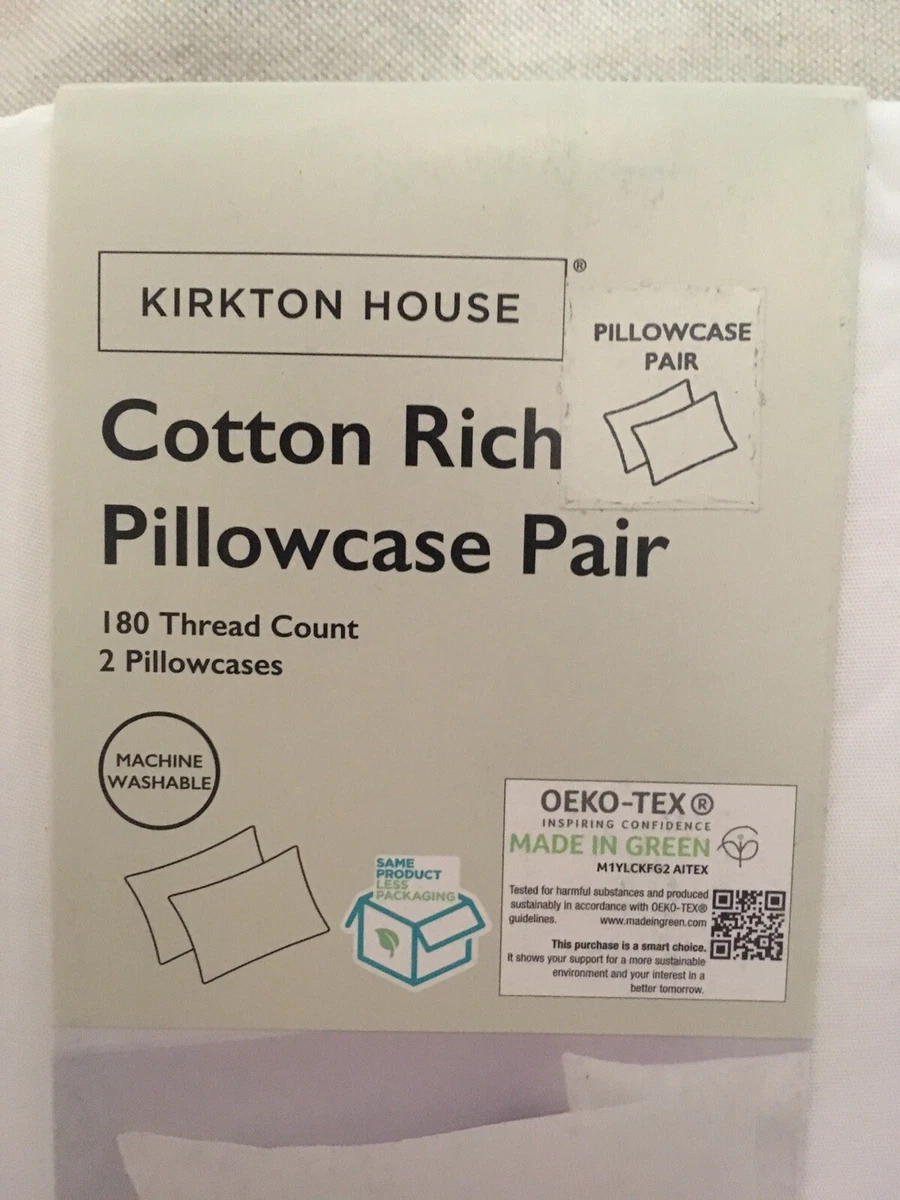 KIRKTON HOUSE
®
PILLOWCASE
PAIR
Cotton Rich
Pillowcase Pair
180 Thread Count
2 Pillowcases
MACHINE
WASHABLE
SAME
PRODUCT
LESS
PACKAGING
OEKO-TEX®
INSPIRING CONFIDENCE
MADE IN GREEN
M1YLCKFG2 AITEX
Tested for harmful substances and produced
sustainably in accordance with OEKO-TEX®
guidelines. www.madeingreen.com
This purchase is a smart choice.
It shows your support for a more sustainable
environment and your interest in a
better tomorrow.